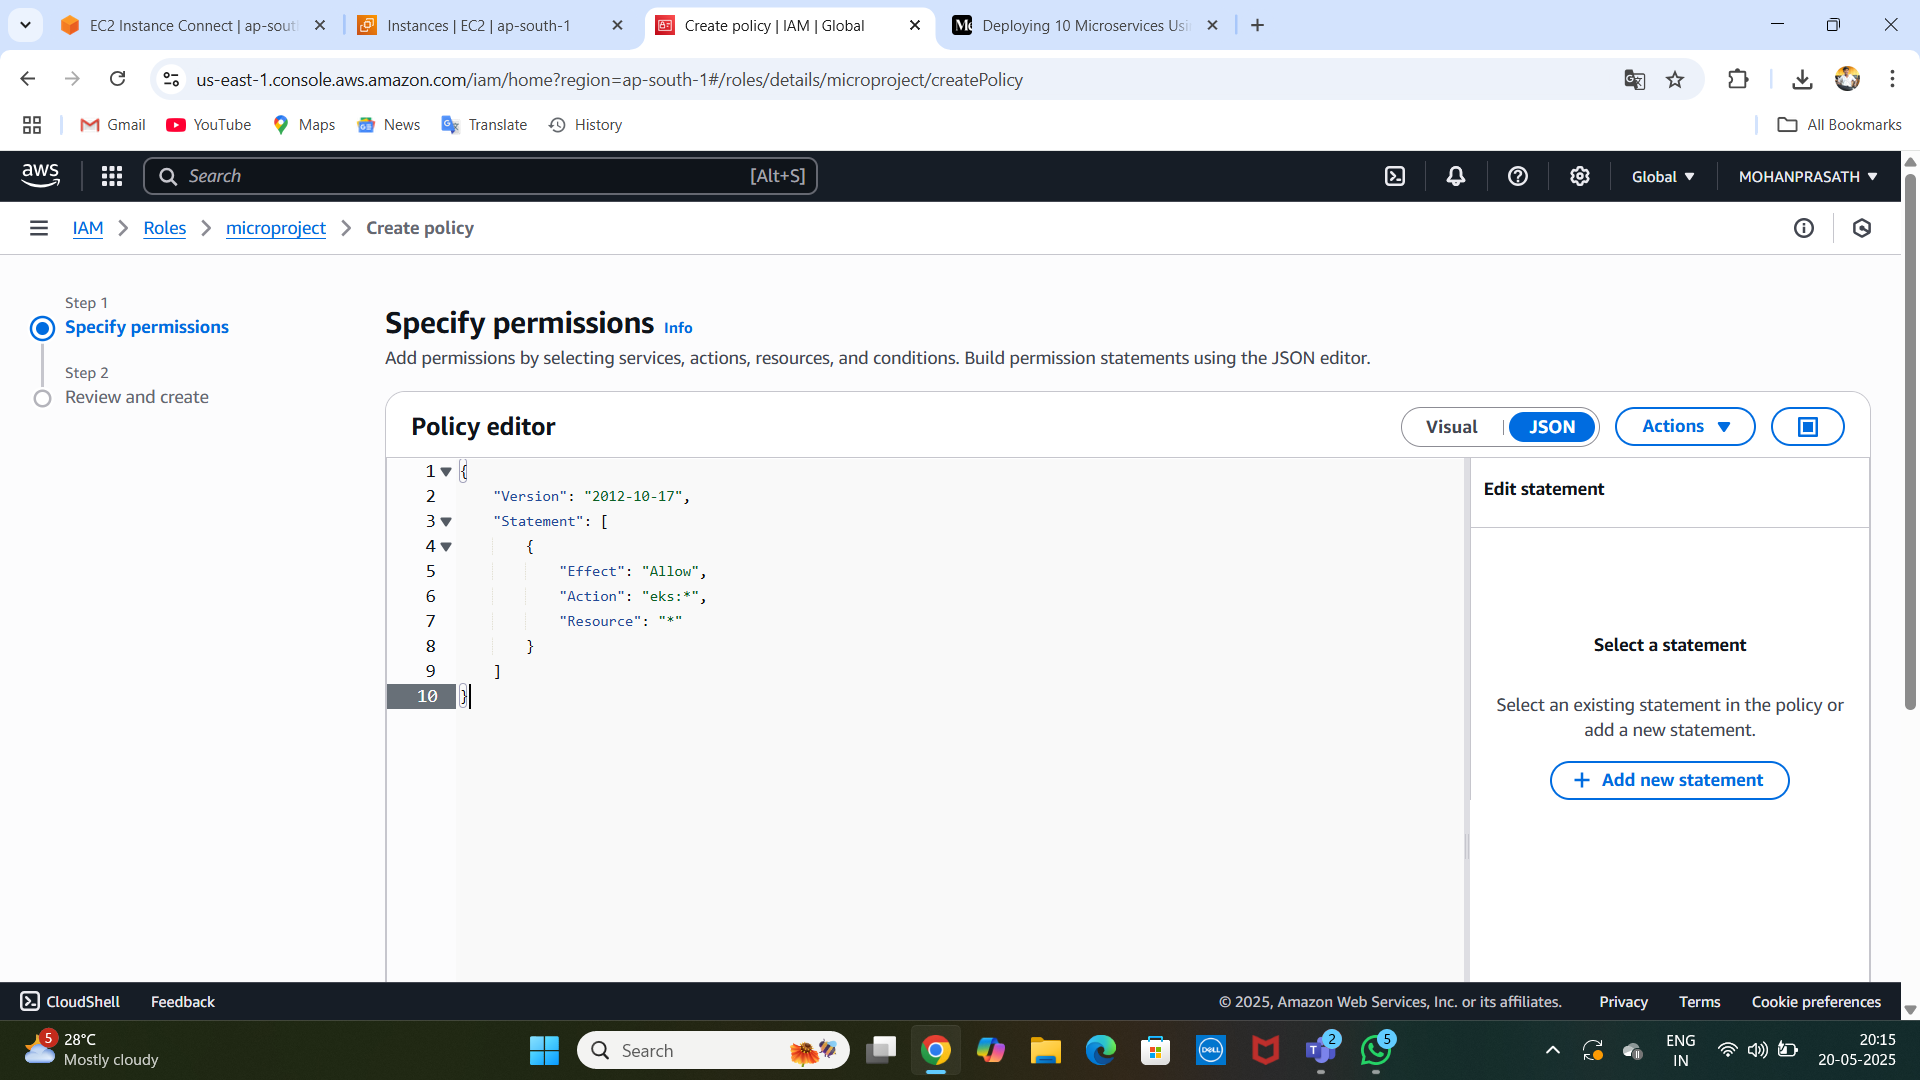 EC2 Instance Connect | ap-sout
Instances | EC2 | ap-south-1
Create policy | IAM | Global
Deploying 10 Microservices Usi
us-east-1.console.aws.amazon.com/iam/home?region=ap-south-1#/roles/details/microproject/createPolicy
Gmail
YouTube
Maps
News
Translate
History
All Bookmarks
aws
Search
[Alt+S]
Global
MOHANPRASATH
IAM
Roles
microproject
Create policy
Step 1
Specify permissions
Step 2
Review and create
Specify permissions Info
Add permissions by selecting services, actions, resources, and conditions. Build permission statements using the JSON editor.
Policy editor
Visual
JSON
Actions
1 {
2 "Version": "2012-10-17",
3 "Statement": [
4 {
5 "Effect": "Allow",
6 "Action": "eks:*",
7 "Resource": "*"
8 }
9 ]
10 }
Edit statement
Select a statement
Select an existing statement in the policy or
add a new statement.
+ Add new statement
CloudShell
Feedback
© 2025, Amazon Web Services, Inc. or its affiliates.
Privacy
Terms
Cookie preferences
5
28°C
Mostly cloudy
Search
DELL
2
5
ENG
IN
20:15
20-05-2025